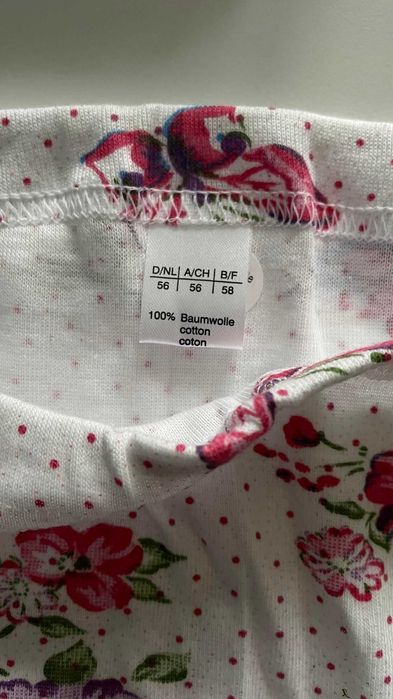 D/NL | A/CH | B/F
56 | 56 | 58
100% Baumwolle
cotton
coton